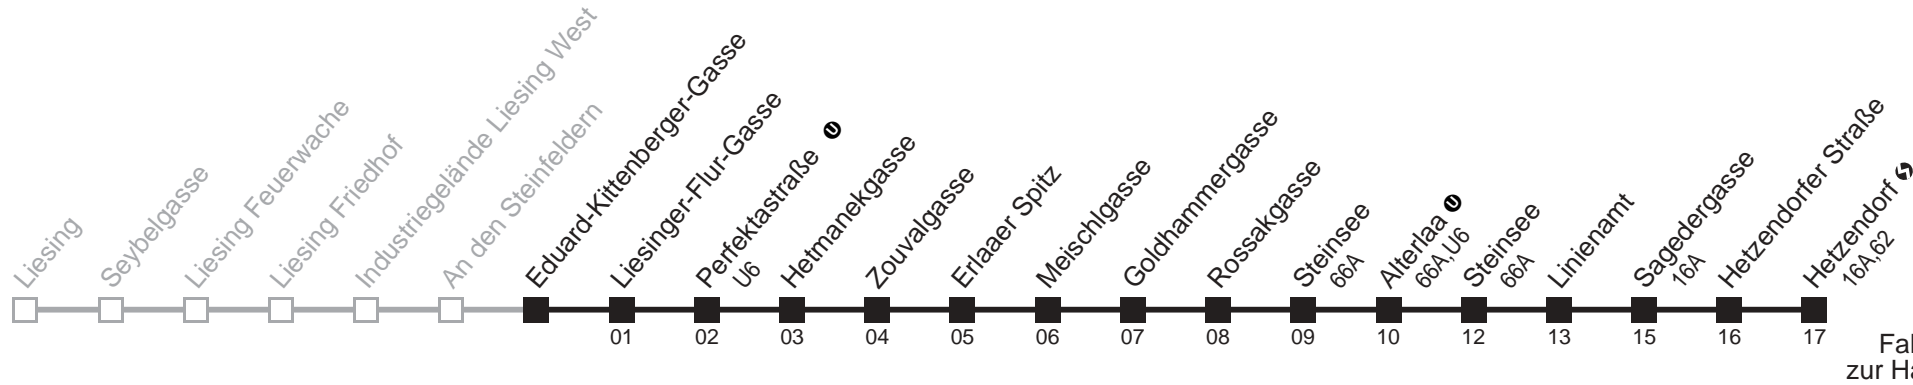 Liesing
Seybelgasse
Liesing Feuerwache
Liesing Friedhof
Industriegelände Liesing West
An den Steinfeldern
Eduard-Kittenberger-Gasse
Liesinger-Flur-Gasse
01
Perfektastraße U
U6
02
Hetmanekgasse
03
Zouvalgasse
04
Erlaaer Spitz
05
Meischlgasse
06
Goldhammergasse
07
Rossakgasse
08
Steinsee
66A
09
Alterlaa U
66A,U6
10
Steinsee
66A
12
Linienamt
13
Sagedergasse
16A
15
Hetzendorfer Straße
16
Hetzendorf
16A,62
17
zur